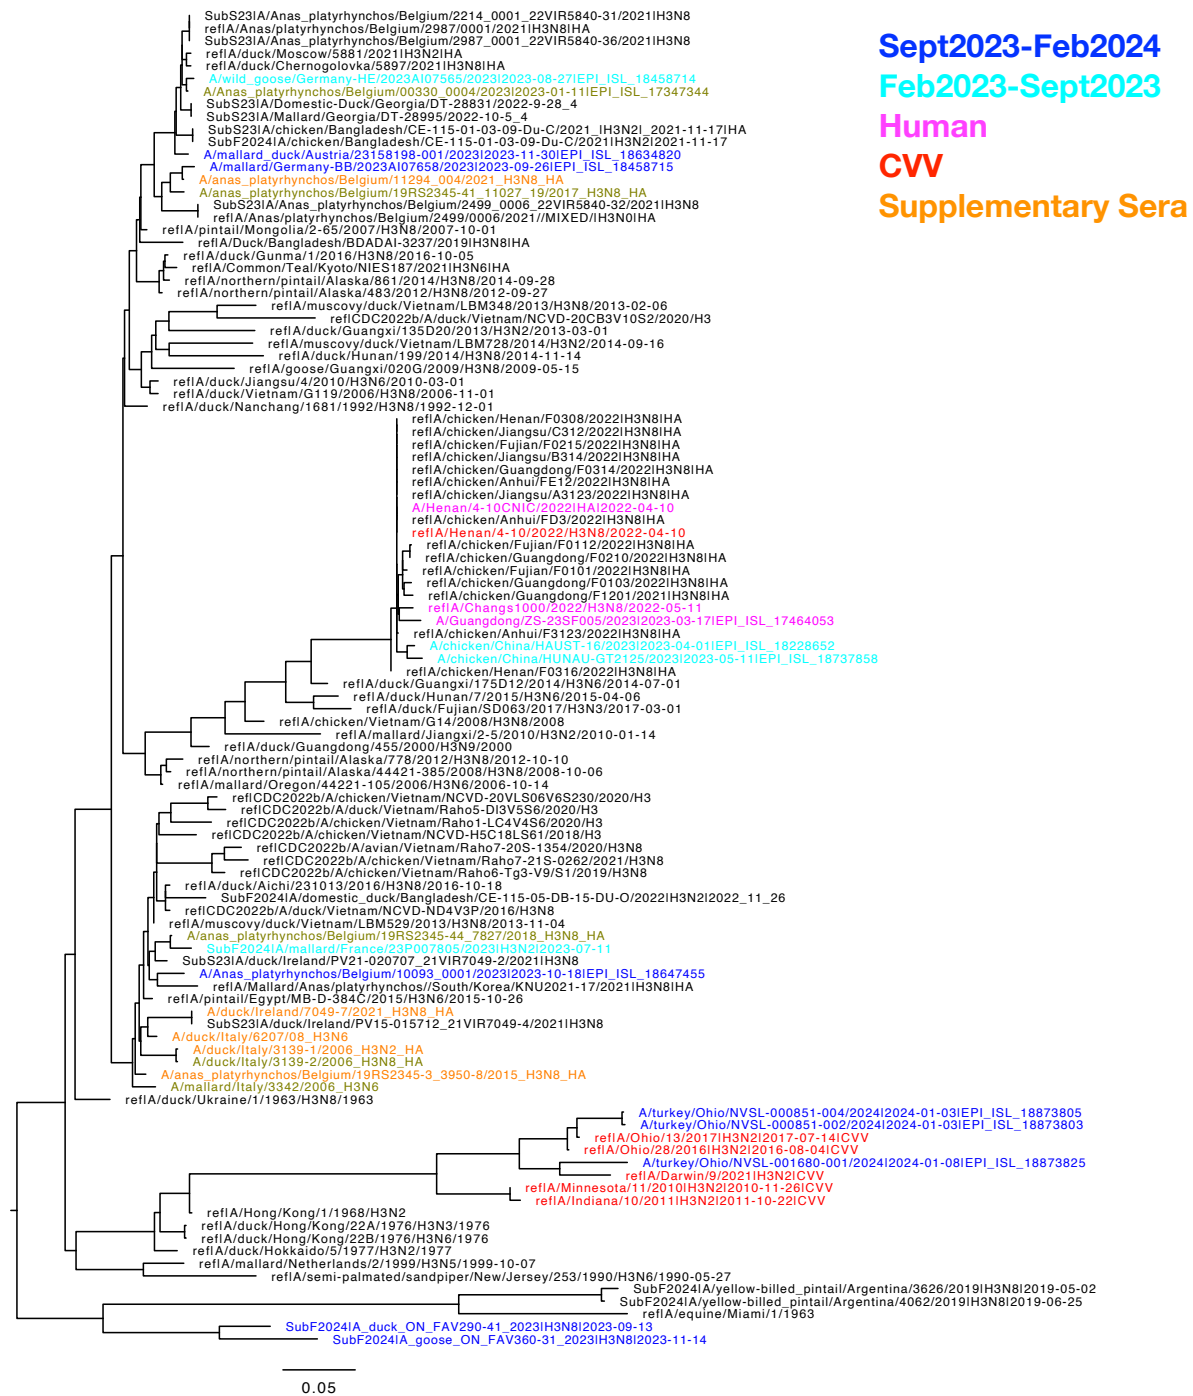 SubS23|A/Anas_platyrhynchos/Belgium/2214_0001_22VIR5840-31/2021|H3N8
ref|A/Anas/platyrhynchos/Belgium/2987/0001/2021|H3N8|HA
SubS23|A/Anas_platyrhynchos/Belgium/2987_0001_22VIR5840-36/2021|H3N8
ref|A/duck/Moscow/5881/2021|H3N2|HA
ref|A/duck/Chernogolovka/5897/2021|H3N8|HA
A/wild_goose/Germany-HE/2023AI07565/2023|2023-08-27|EPI_ISL_18458714
A/Anas_platyrhynchos/Belgium/00330_0004/2023|2023-01-11|EPI_ISL_17347344
SubS23|A/Domestic-Duck/Georgia/DT-28831/2022-9-28_4
SubS23|A/Mallard/Georgia/DT-28995/2022-10-5_4
SubS23|A/chicken/Bangladesh/CE-115-01-03-09-Du-C/2021_|H3N2|_2021-11-17|HA
SubF2024|A/chicken/Bangladesh/CE-115-01-03-09-Du-C/2021|H3N2|2021-11-17
A/mallard_duck/Austria/23158198-001/2023|2023-11-30|EPI_ISL_18634820
A/mallard/Germany-BB/2023AI07658/2023|2023-09-26|EPI_ISL_18458715
A/anas_platyrhynchos/Belgium/11294_004/2021_H3N8_HA
A/anas_platyrhynchos/Belgium/19RS2345-41_11027_19/2017_H3N8_HA
SubS23|A/Anas_platyrhynchos/Belgium/2499_0006_22VIR5840-32/2021|H3N8
ref|A/Anas/platyrhynchos/Belgium/2499/0006/2021//MIXED/|H3N0|HA
ref|A/pintail/Mongolia/2-65/2007/H3N8/2007-10-01
ref|A/Duck/Bangladesh/BDADAI-3237/2019|H3N8|HA
ref|A/duck/Gunma/1/2016/H3N8/2016-10-05
ref|A/Common/Teal/Kyoto/NIES187/2021|H3N6|HA
ref|A/northern/pintail/Alaska/861/2014/H3N8/2014-09-28
ref|A/northern/pintail/Alaska/483/2012/H3N8/2012-09-27
ref|A/muscovy/duck/Vietnam/LBM348/2013/H3N8/2013-02-06
ref|CDC2022b/A/duck/Vietnam/NCVD-20CB3V10S2/2020/H3
ref|A/duck/Guangxi/135D20/2013/H3N2/2013-03-01
ref|A/muscovy/duck/Vietnam/LBM728/2014/H3N2/2014-09-16
ref|A/duck/Hunan/199/2014/H3N8/2014-11-14
ref|A/goose/Guangxi/020G/2009/H3N8/2009-05-15
ref|A/duck/Jiangsu/4/2010/H3N6/2010-03-01
ref|A/duck/Vietnam/G119/2006/H3N8/2006-11-01
ref|A/duck/Nanchang/1681/1992/H3N8/1992-12-01
ref|A/chicken/Henan/F0308/2022|H3N8|HA
ref|A/chicken/Jiangsu/C312/2022|H3N8|HA
ref|A/chicken/Fujian/F0215/2022|H3N8|HA
ref|A/chicken/Jiangsu/B314/2022|H3N8|HA
ref|A/chicken/Guangdong/F0314/2022|H3N8|HA
ref|A/chicken/Anhui/FE12/2022|H3N8|HA
ref|A/chicken/Jiangsu/A3123/2022|H3N8|HA
A/Henan/4-10CNIC/2022|HA|2022-04-10
ref|A/chicken/Anhui/FD3/2022|H3N8|HA
ref|A/Henan/4-10/2022/H3N8/2022-04-10
ref|A/chicken/Fujian/F0112/2022|H3N8|HA
ref|A/chicken/Guangdong/F0210/2022|H3N8|HA
ref|A/chicken/Fujian/F0101/2022|H3N8|HA
ref|A/chicken/Guangdong/F0103/2022|H3N8|HA
ref|A/chicken/Guangdong/F1201/2021|H3N8|HA
ref|A/Changs1000/2022/H3N8/2022-05-11
A/Guangdong/ZS-23SF005/2023|2023-03-17|EPI_ISL_17464053
ref|A/chicken/Anhui/F3123/2022|H3N8|HA
A/chicken/China/HAUST-16/2023|2023-04-01|EPI_ISL_18228652
A/chicken/China/HUNAU-GT2125/2023|2023-05-11|EPI_ISL_18737858
ref|A/chicken/Henan/F0316/2022|H3N8|HA
ref|A/duck/Guangxi/175D12/2014/H3N6/2014-07-01
ref|A/duck/Hunan/7/2015/H3N6/2015-04-06
ref|A/duck/Fujian/SD063/2017/H3N3/2017-03-01
ref|A/chicken/Vietnam/G14/2008/H3N8/2008
ref|A/mallard/Jiangxi/2-5/2010/H3N2/2010-01-14
ref|A/duck/Guangdong/455/2000/H3N9/2000
ref|A/northern/pintail/Alaska/778/2012/H3N8/2012-10-10
ref|A/northern/pintail/Alaska/44421-385/2008/H3N8/2008-10-06
ref|A/mallard/Oregon/44221-105/2006/H3N6/2006-10-14
ref|CDC2022b/A/chicken/Vietnam/NCVD-20VLS06V6S230/2020/H3
ref|CDC2022b/A/duck/Vietnam/Raho5-DI3V5S6/2020/H3
ref|CDC2022b/A/chicken/Vietnam/Raho1-LC4V4S6/2020/H3
ref|CDC2022b/A/chicken/Vietnam/NCVD-H5C18LS61/2018/H3
ref|CDC2022b/A/avian/Vietnam/Raho7-20S-1354/2020/H3N8
ref|CDC2022b/A/chicken/Vietnam/Raho7-21S-0262/2021/H3N8
ref|CDC2022b/A/chicken/Vietnam/Raho6-Tg3-V9/S1/2019/H3N8
ref|A/duck/Aichi/231013/2016/H3N8/2016-10-18
SubF2024|A/domestic_duck/Bangladesh/CE-115-05-DB-15-DU-O/2022|H3N2|2022_11_26
ref|CDC2022b/A/duck/Vietnam/NCVD-ND4V3P/2016/H3N8
ref|A/muscovy/duck/Vietnam/LBM529/2013/H3N8/2013-11-04
A/anas_platyrhynchos/Belgium/19RS2345-44_7827/2018_H3N8_HA
SubF2024|A/mallard/France/23P007805/2023|H3N2|2023-07-11
SubS23|A/duck/Ireland/PV21-020707_21VIR7049-2/2021|H3N8
A/Anas_platyrhynchos/Belgium/10093_0001/2023|2023-10-18|EPI_ISL_18647455
ref|A/Mallard/Anas/platyrhynchos//South/Korea/KNU2021-17/2021|H3N8|HA
ref|A/pintail/Egypt/MB-D-384C/2015/H3N6/2015-10-26
A/duck/Ireland/7049-7/2021_H3N8_HA
SubS23|A/duck/Ireland/PV15-015712_21VIR7049-4/2021|H3N8
A/duck/Italy/6207/08_H3N6
A/duck/Italy/3139-1/2006_H3N2_HA
A/duck/Italy/3139-2/2006_H3N8_HA
A/anas_platyrhynchos/Belgium/19RS2345-3_3950-8/2015_H3N8_HA
A/mallard/Italy/3342/2006_H3N6
ref|A/duck/Ukraine/1/1963/H3N8/1963
A/turkey/Ohio/NVSL-000851-004/2024|2024-01-03|EPI_ISL_18873805
A/turkey/Ohio/NVSL-000851-002/2024|2024-01-03|EPI_ISL_18873803
ref|A/Ohio/13/2017|H3N2|2017-07-14|CVV
ref|A/Ohio/28/2016|H3N2|2016-08-04|CVV
A/turkey/Ohio/NVSL-001680-001/2024|2024-01-08|EPI_ISL_18873825
ref|A/Darwin/9/2021|H3N2|CVV
ref|A/Minnesota/11/2010|H3N2|2010-11-26|CVV
ref|A/Indiana/10/2011|H3N2|2011-10-22|CVV
ref|A/Hong/Kong/1/1968/H3N2
ref|A/duck/Hong/Kong/22A/1976/H3N3/1976
ref|A/duck/Hong/Kong/22B/1976/H3N6/1976
ref|A/duck/Hokkaido/5/1977/H3N2/1977
ref|A/mallard/Netherlands/2/1999/H3N5/1999-10-07
ref|A/semi-palmated/sandpiper/New/Jersey/253/1990/H3N6/1990-05-27
SubF2024|A/yellow-billed_pintail/Argentina/3626/2019|H3N8|2019-05-02
SubF2024|A/yellow-billed_pintail/Argentina/4062/2019|H3N8|2019-06-25
ref|A/equine/Miami/1/1963
SubF2024|A_duck_ON_FAV290-41_2023|H3N8|2023-09-13
SubF2024|A_goose_ON_FAV360-31_2023|H3N8|2023-11-14
0.05
Sept2023-Feb2024
Feb2023-Sept2023
Human
CVV
Supplementary Sera